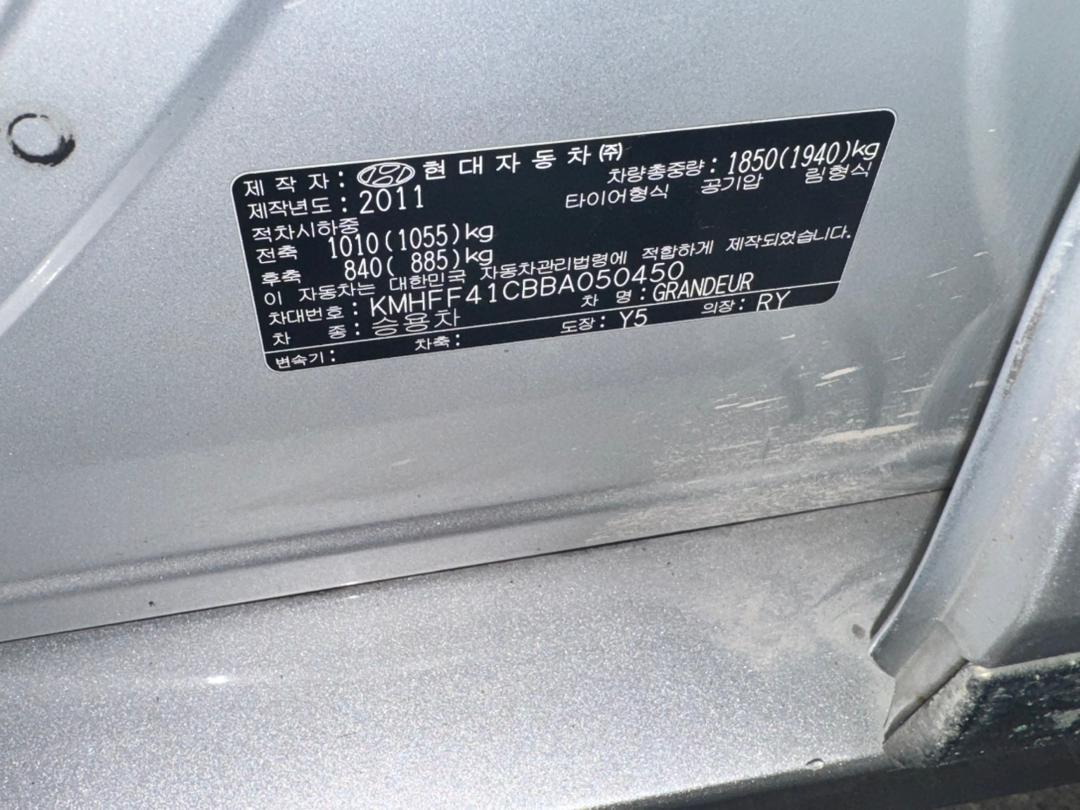 제 작 자 : 현 대 자 동 차 ㈜ 차량총중량 : 1850(1940)kg
제작년도 : 2011 타이어형식 공기압 림형식
적차시하중
전축 1010(1055)kg
후축 840( 885)kg
이 자동차는 대한민국 자동차관리법령에 적합하게 제작되었습니다.
차대번호 : KMHFF41CBBA050450
차 종 : 승용차 차 명 : GRANDEUR
변속기 : 차축 : 도장 : Y5 의장 : RY